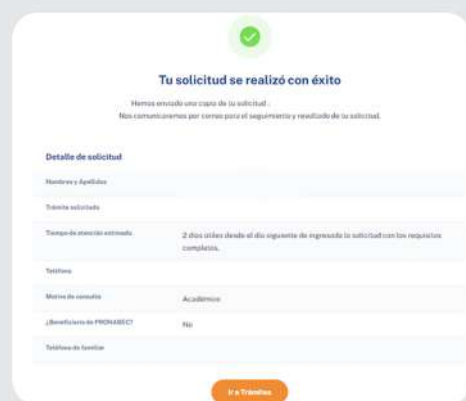 Tu solicitud se realizó con éxito
Hemos enviado una copia de tu solicitud .
Nos comunicaremos por correo para el seguimiento y resultado de tu solicitud.
Detalle de solicitud
Nombres y Apellidos
Trámite solicitado
Tiempo de atención estimado
2 días útiles desde el día siguiente de ingresada la solicitud con los requisitos
completos.
Teléfono
Motivo de consulta
Académico
¿Beneficiario de PRONABEC?
No
Teléfono de familiar
Ir a Trámites